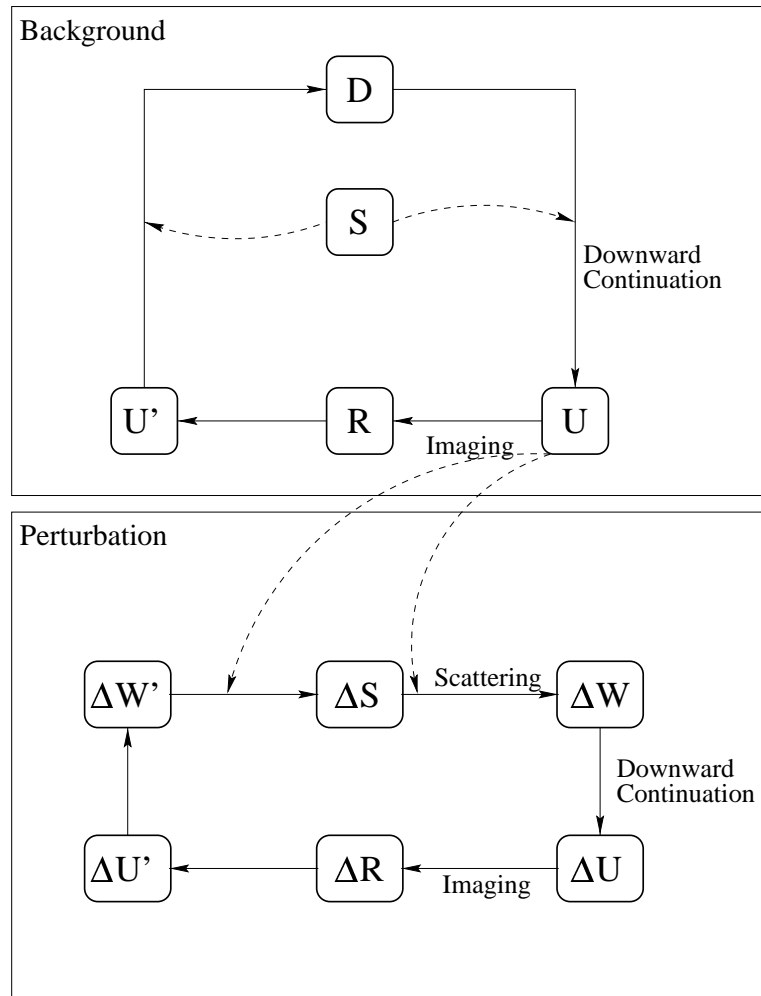 Background
D
S
Downward
Continuation
U'
R
U
Imaging
Perturbation
ΔW'
ΔS
Scattering
ΔW
Downward
Continuation
ΔU'
ΔR
Imaging
ΔU